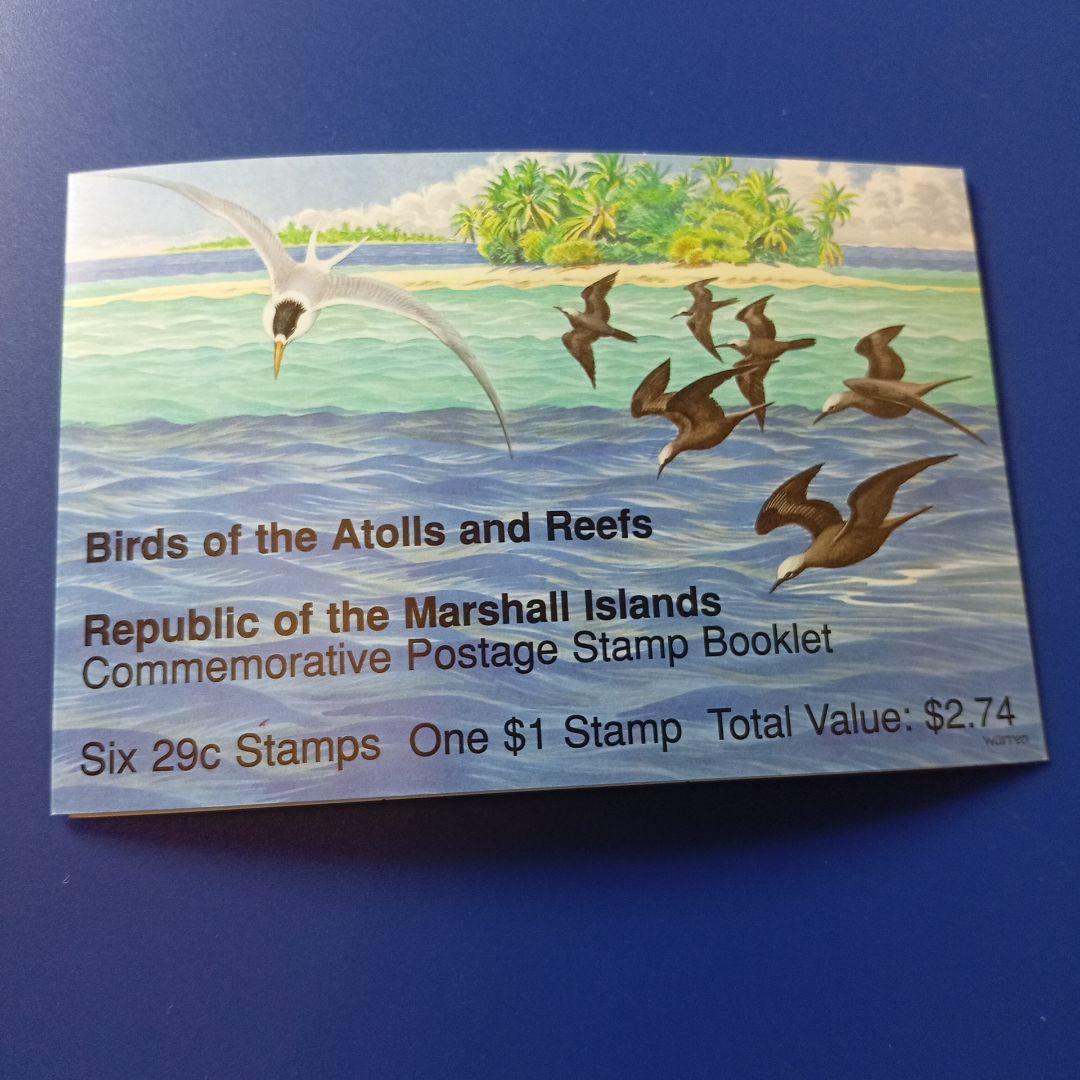 Birds of the Atolls and Reefs
Republic of the Marshall Islands
Commemorative Postage Stamp Booklet
Six 29c Stamps One $1 Stamp Total Value: $2.74
warren